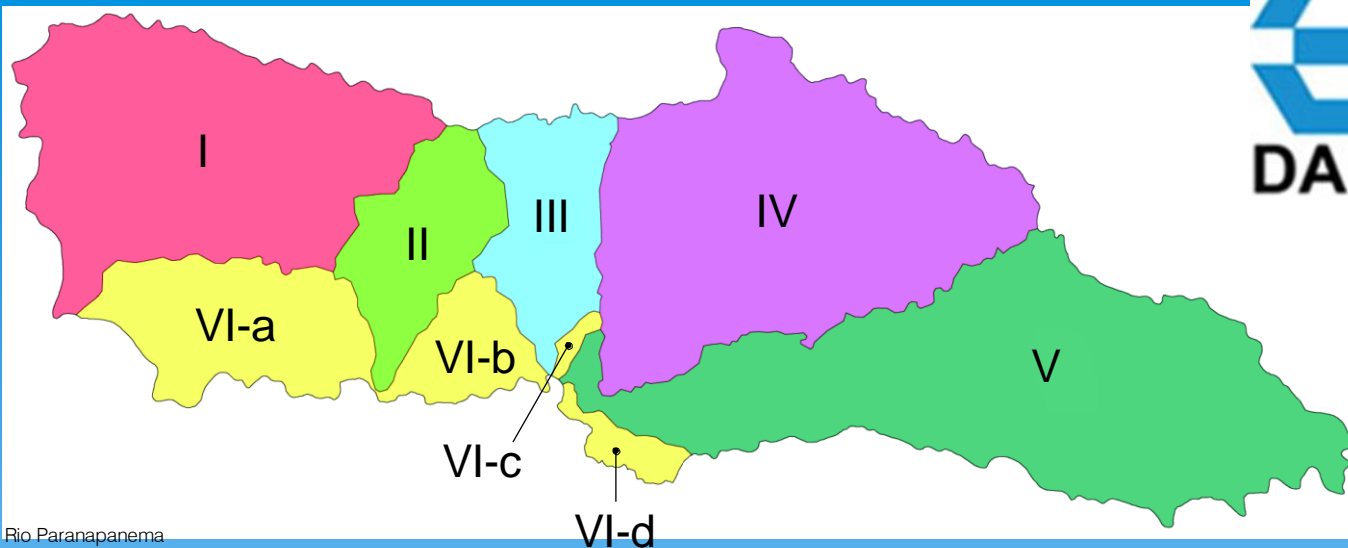 DA
I
II
III
IV
V
VI-a
VI-b
VI-c
VI-d
Rio Paranapanema